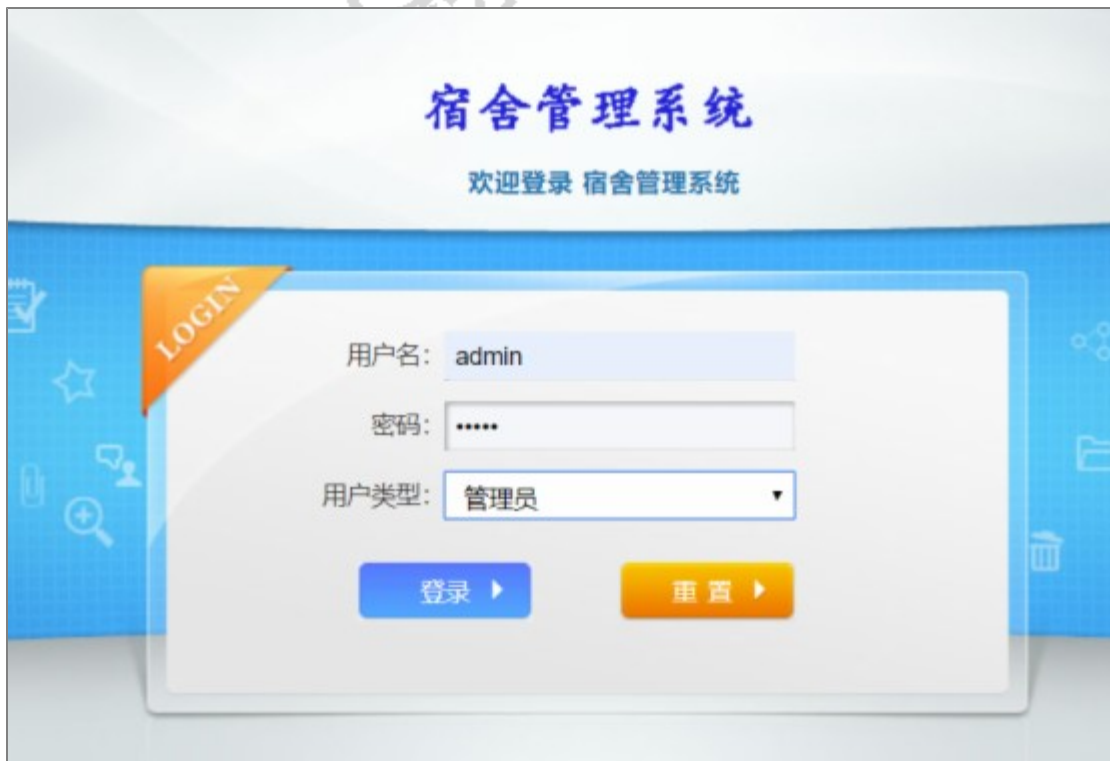 宿舍管理系统
欢迎登录 宿舍管理系统
LOGIN
用户名： admin
密码： •••••
用户类型： 管理员
登录
重置